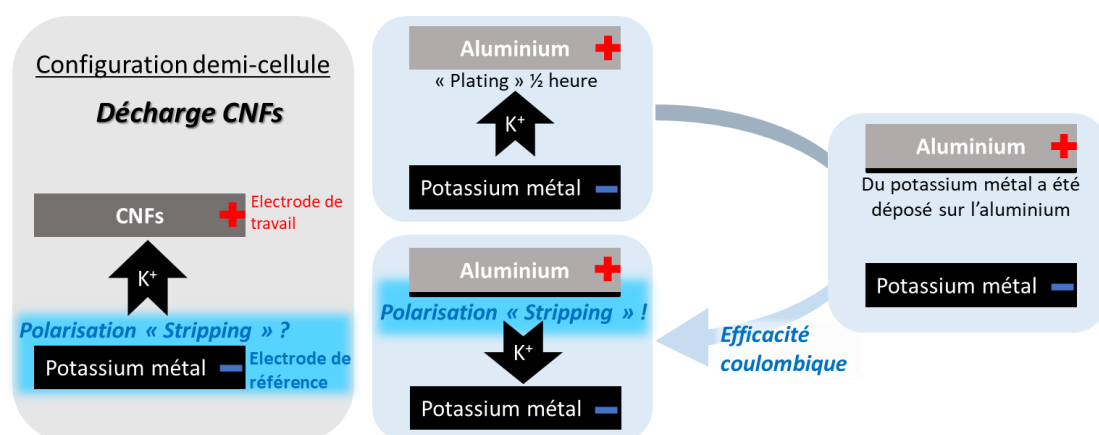 Configuration demi-cellule
Décharge CNFs
CNFs
Electrode de
travail
K+
Polarisation « Stripping » ?
Potassium métal
Electrode de
référence
Aluminium
« Plating » ½ heure
K+
Potassium métal
Aluminium
Polarisation « Stripping » !
K+
Potassium métal
Aluminium
Du potassium métal a été
déposé sur l’aluminium
Potassium métal
Efficacité
coulombique